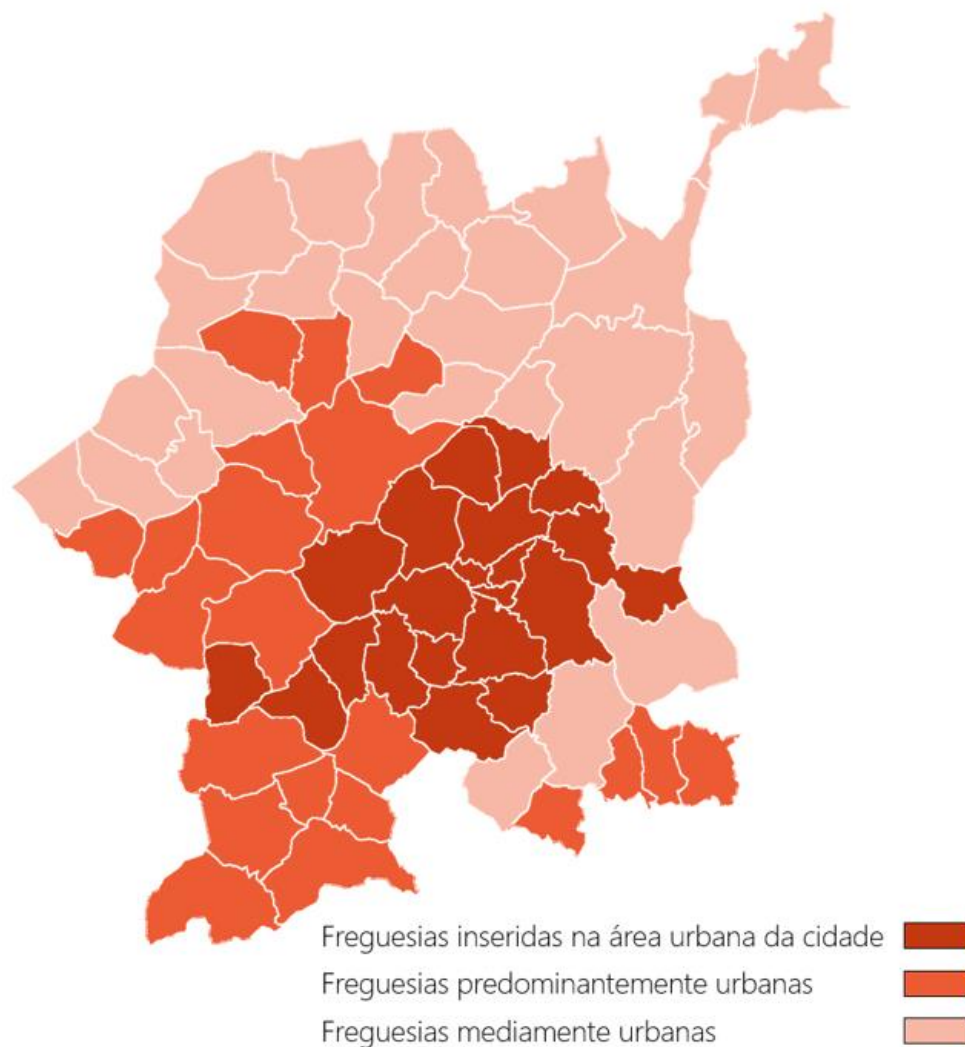 Freguesias inseridas na área urbana da cidade
Freguesias predominantemente urbanas
Freguesias mediamente urbanas